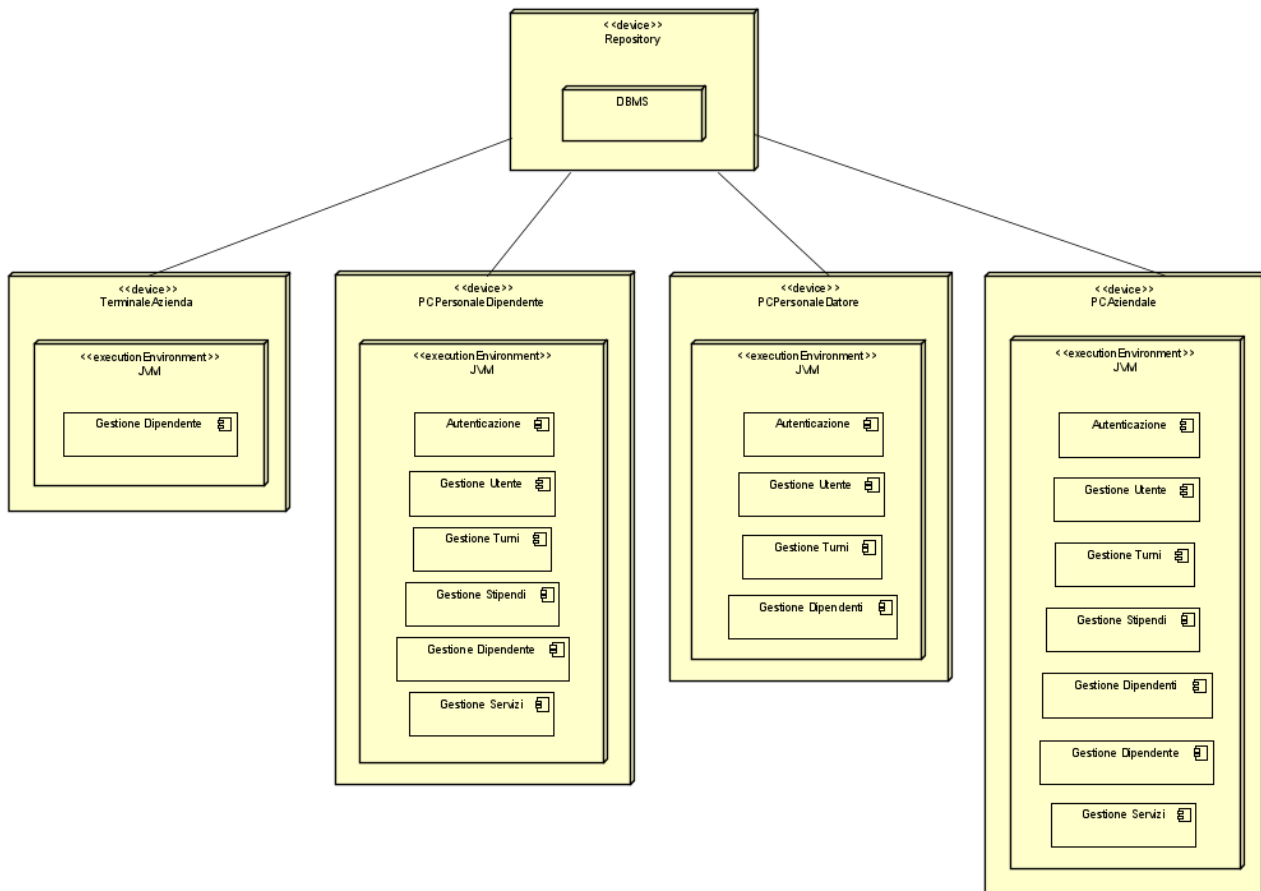 <<device>>
Repository
DBMS
<<device>>
TerminaleAzienda
<<executionEnvironment>>
JVM
Gestione Dipendente
<<device>>
PCPersonaleDipendente
<<executionEnvironment>>
JVM
Autenticazione
Gestione Utente
Gestione Turni
Gestione Stipendi
Gestione Dipendente
Gestione Servizi
<<device>>
PCPersonaleDatore
<<executionEnvironment>>
JVM
Autenticazione
Gestione Utente
Gestione Turni
Gestione Dipendenti
<<device>>
PCAziendale
<<executionEnvironment>>
JVM
Autenticazione
Gestione Utente
Gestione Turni
Gestione Stipendi
Gestione Dipendenti
Gestione Dipendente
Gestione Servizi